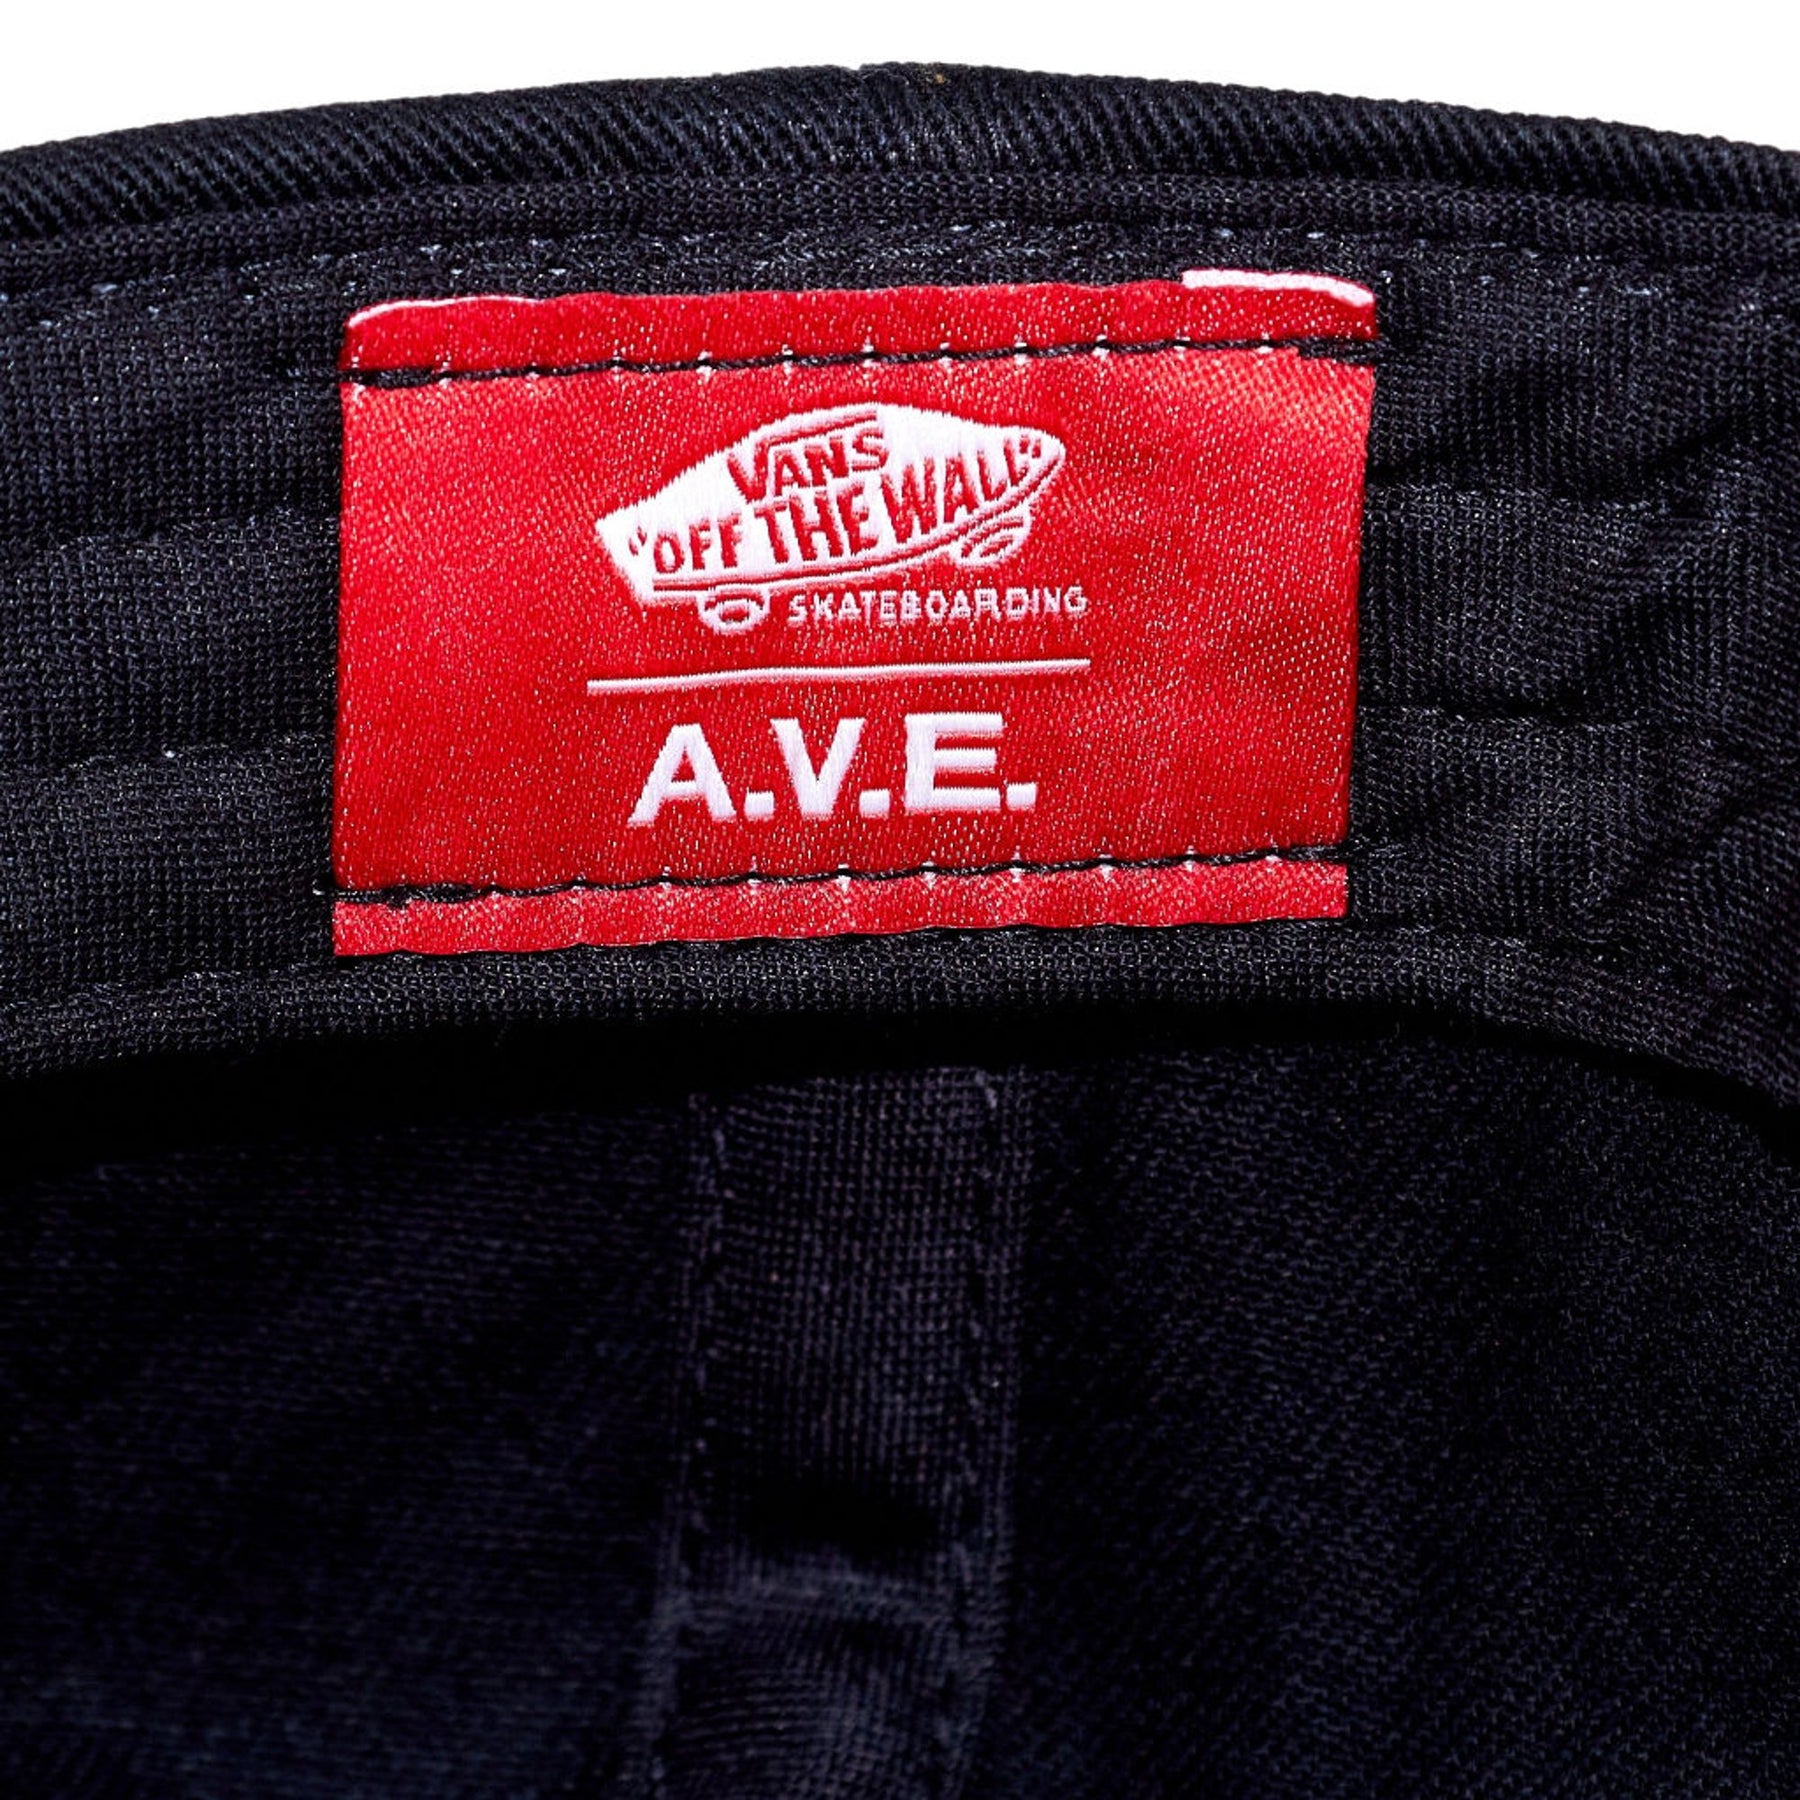 VANS
"OFF THE WALL"
SKATEBOARDING
A.V.E.